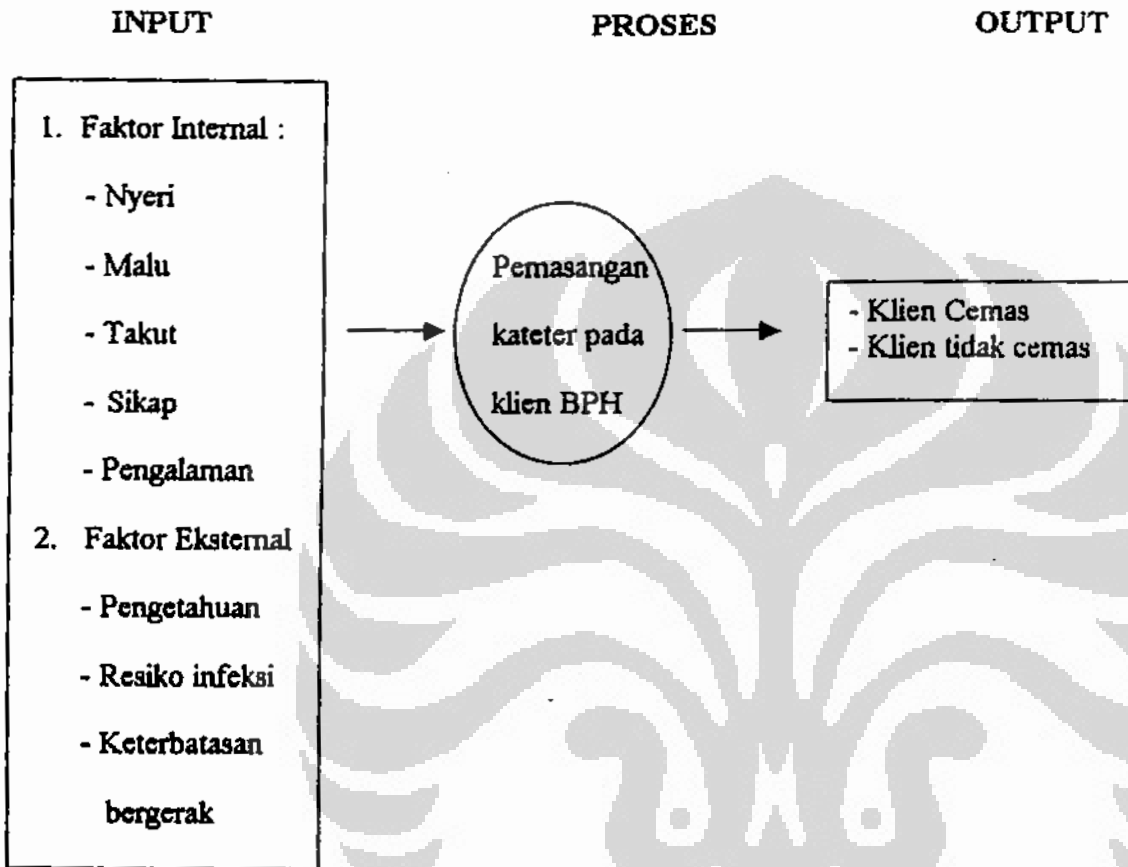 INPUT
PROSES
OUTPUT
1. Faktor Internal :
- Nyeri
- Malu
- Takut
- Sikap
- Pengalaman
2. Faktor Eksternal
- Pengetahuan
- Resiko infeksi
- Keterbatasan
bergerak
Pemasangan
kateter pada
klien BPH
- Klien Cemas
- Klien tidak cemas